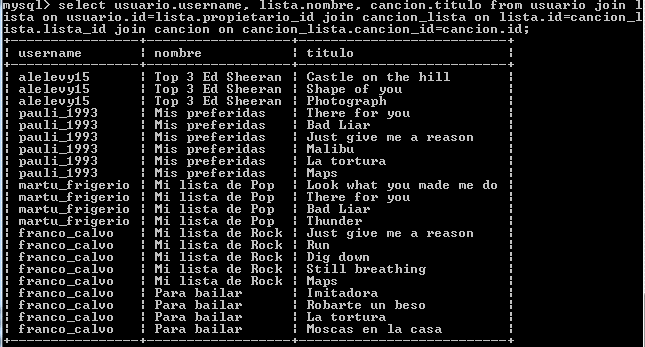 mysql> select usuario.username, lista.nombre, cancion.titulo from usuario join l
ista on usuario.id=lista.propietario_id join cancion_lista on lista.id=cancion_l
ista.lista_id join cancion on cancion_lista.cancion_id=cancion.id;
+----------------+--------------------+--------------------------+
| username | nombre | titulo |
+----------------+--------------------+--------------------------+
| alelevy15 | Top 3 Ed Sheeran | Castle on the hill |
| alelevy15 | Top 3 Ed Sheeran | Shape of you |
| alelevy15 | Top 3 Ed Sheeran | Photograph |
| pauli_1993 | Mis preferidas | There for you |
| pauli_1993 | Mis preferidas | Bad Liar |
| pauli_1993 | Mis preferidas | Just give me a reason |
| pauli_1993 | Mis preferidas | Malibu |
| pauli_1993 | Mis preferidas | La tortura |
| pauli_1993 | Mis preferidas | Maps |
| martu_frigerio | Mi lista de Pop | Look what you made me do |
| martu_frigerio | Mi lista de Pop | There for you |
| martu_frigerio | Mi lista de Pop | Bad Liar |
| martu_frigerio | Mi lista de Pop | Thunder |
| franco_calvo | Mi lista de Rock | Just give me a reason |
| franco_calvo | Mi lista de Rock | Run |
| franco_calvo | Mi lista de Rock | Dig down |
| franco_calvo | Mi lista de Rock | Still breathing |
| franco_calvo | Mi lista de Rock | Maps |
| franco_calvo | Para bailar | Imitadora |
| franco_calvo | Para bailar | Robarte un beso |
| franco_calvo | Para bailar | La tortura |
| franco_calvo | Para bailar | Moscas en la casa |
+----------------+--------------------+--------------------------+